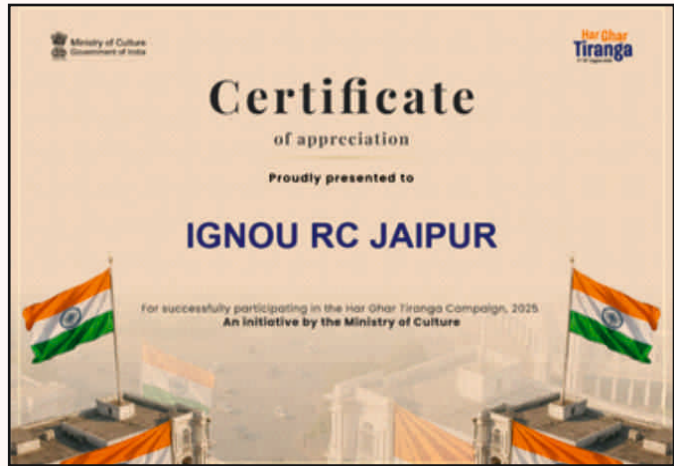 Ministry of Culture
Government of India
Har Ghar
Tiranga
Certificate
of appreciation
Proudly presented to
IGNOU RC JAIPUR
For successfully participating in the Har Ghar Tiranga Campaign, 2025
An initiative by the Ministry of Culture